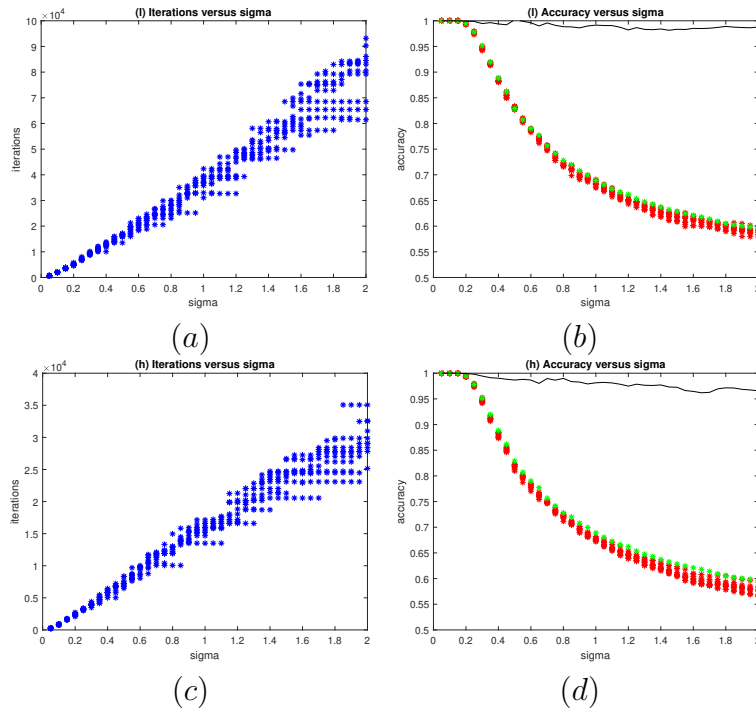 (l) Iterations versus sigma
×10⁴
10
9
8
7
6
5
4
3
2
1
0
iterations
0 0.2 0.4 0.6 0.8 1 1.2 1.4 1.6 1.8 2
sigma
(a)
(l) Accuracy versus sigma
1
0.95
0.9
0.85
0.8
0.75
0.7
0.65
0.6
0.55
0.5
accuracy
0 0.2 0.4 0.6 0.8 1 1.2 1.4 1.6 1.8 2
sigma
(b)
(h) Iterations versus sigma
×10⁴
4
3.5
3
2.5
2
1.5
1
0.5
0
iterations
0 0.2 0.4 0.6 0.8 1 1.2 1.4 1.6 1.8 2
sigma
(c)
(h) Accuracy versus sigma
1
0.95
0.9
0.85
0.8
0.75
0.7
0.65
0.6
0.55
0.5
accuracy
0 0.2 0.4 0.6 0.8 1 1.2 1.4 1.6 1.8 2
sigma
(d)